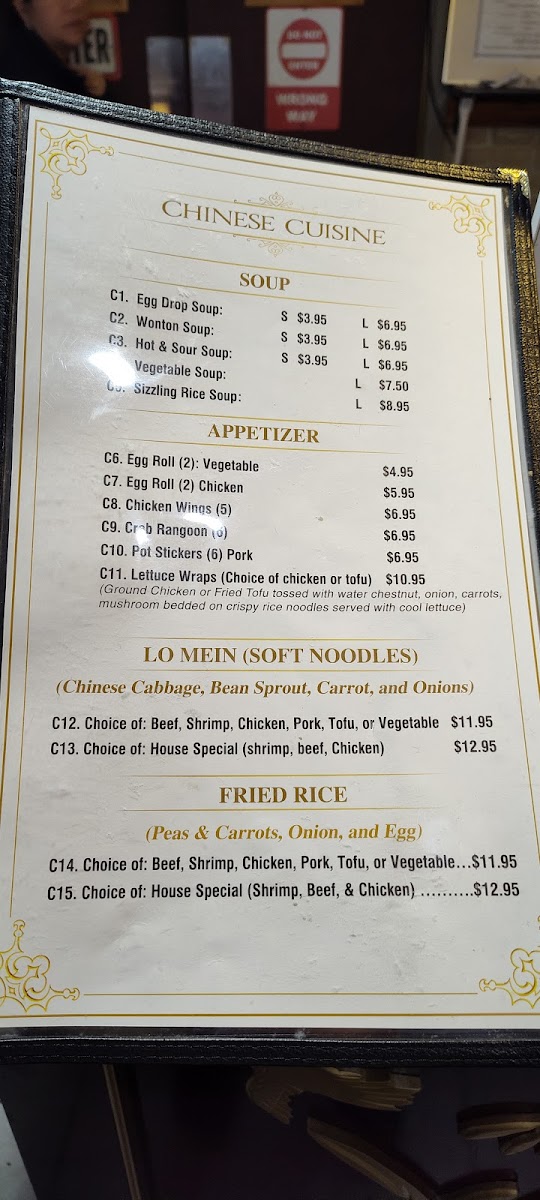 TER
DO NOT
ENTER
WRONG
WAY
CHINESE CUISINE
SOUP
C1. Egg Drop Soup: S $3.95 L $6.95
C2. Wonton Soup: S $3.95 L $6.95
C3. Hot & Sour Soup: S $3.95 L $6.95
Vegetable Soup: L $7.50
Sizzling Rice Soup: L $8.95
APPETIZER
C6. Egg Roll (2): Vegetable $4.95
C7. Egg Roll (2) Chicken $5.95
C8. Chicken Wings (5) $6.95
C9. Crab Rangoon (6) $6.95
C10. Pot Stickers (6) Pork $6.95
C11. Lettuce Wraps (Choice of chicken or tofu) $10.95
(Ground Chicken or Fried Tofu tossed with water chestnut, onion, carrots,
mushroom bedded on crispy rice noodles served with cool lettuce)
LO MEIN (SOFT NOODLES)
(Chinese Cabbage, Bean Sprout, Carrot, and Onions)
C12. Choice of: Beef, Shrimp, Chicken, Pork, Tofu, or Vegetable $11.95
C13. Choice of: House Special (shrimp, beef, Chicken) $12.95
FRIED RICE
(Peas & Carrots, Onion, and Egg)
C14. Choice of: Beef, Shrimp, Chicken, Pork, Tofu, or Vegetable...$11.95
C15. Choice of: House Special (Shrimp, Beef, & Chicken) ..........$12.95